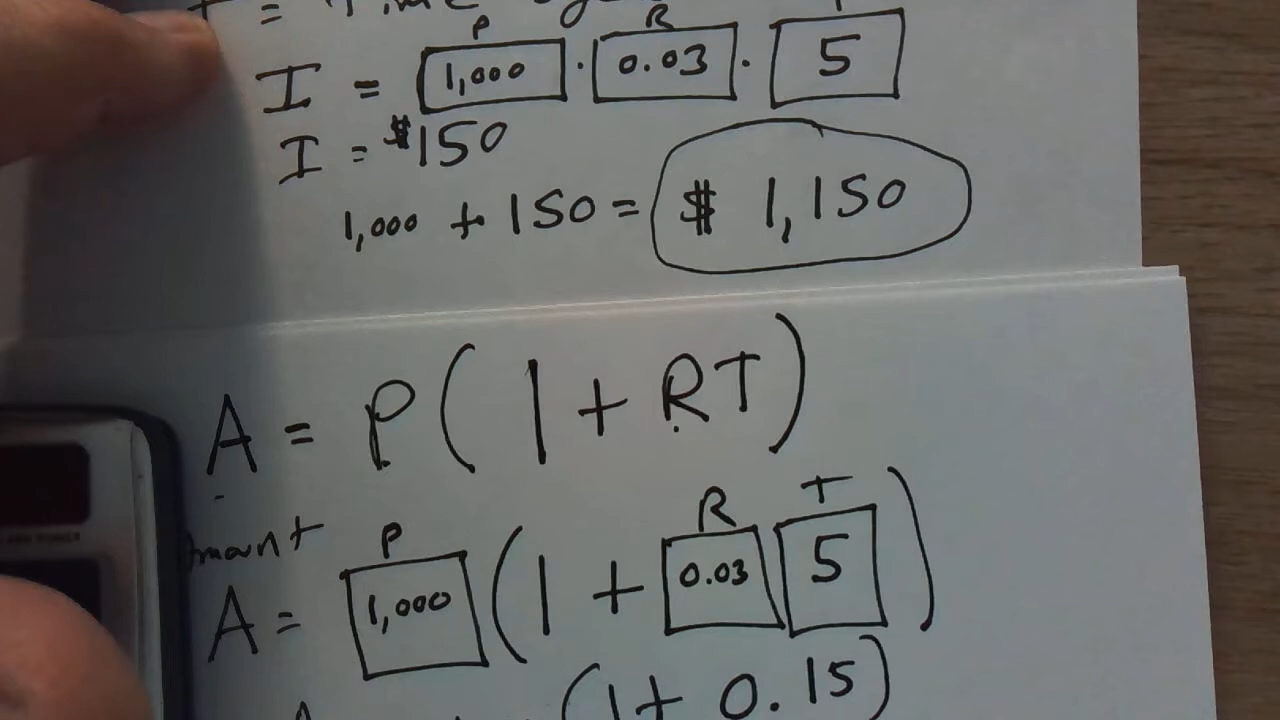 = Time
P R T
I = 1,000 · 0.03 · 5
I = $150
1,000 + 150 = $ 1,150
A = P(1 + RT)
P R T
A = 1,000 (1 + 0.03 5)
(1 + 0.15)